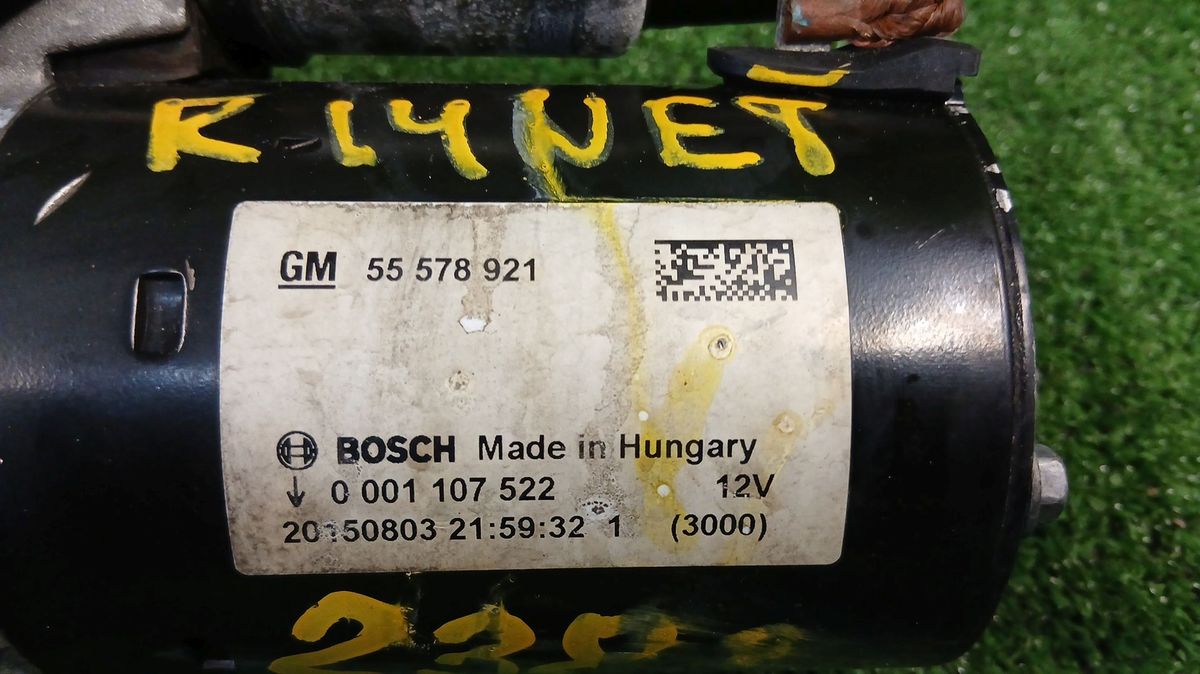 R14NET
GM 55 578 921
BOSCH Made in Hungary
↓ 0 001 107 522 12V
20150803 21:59:32 1 (3000)